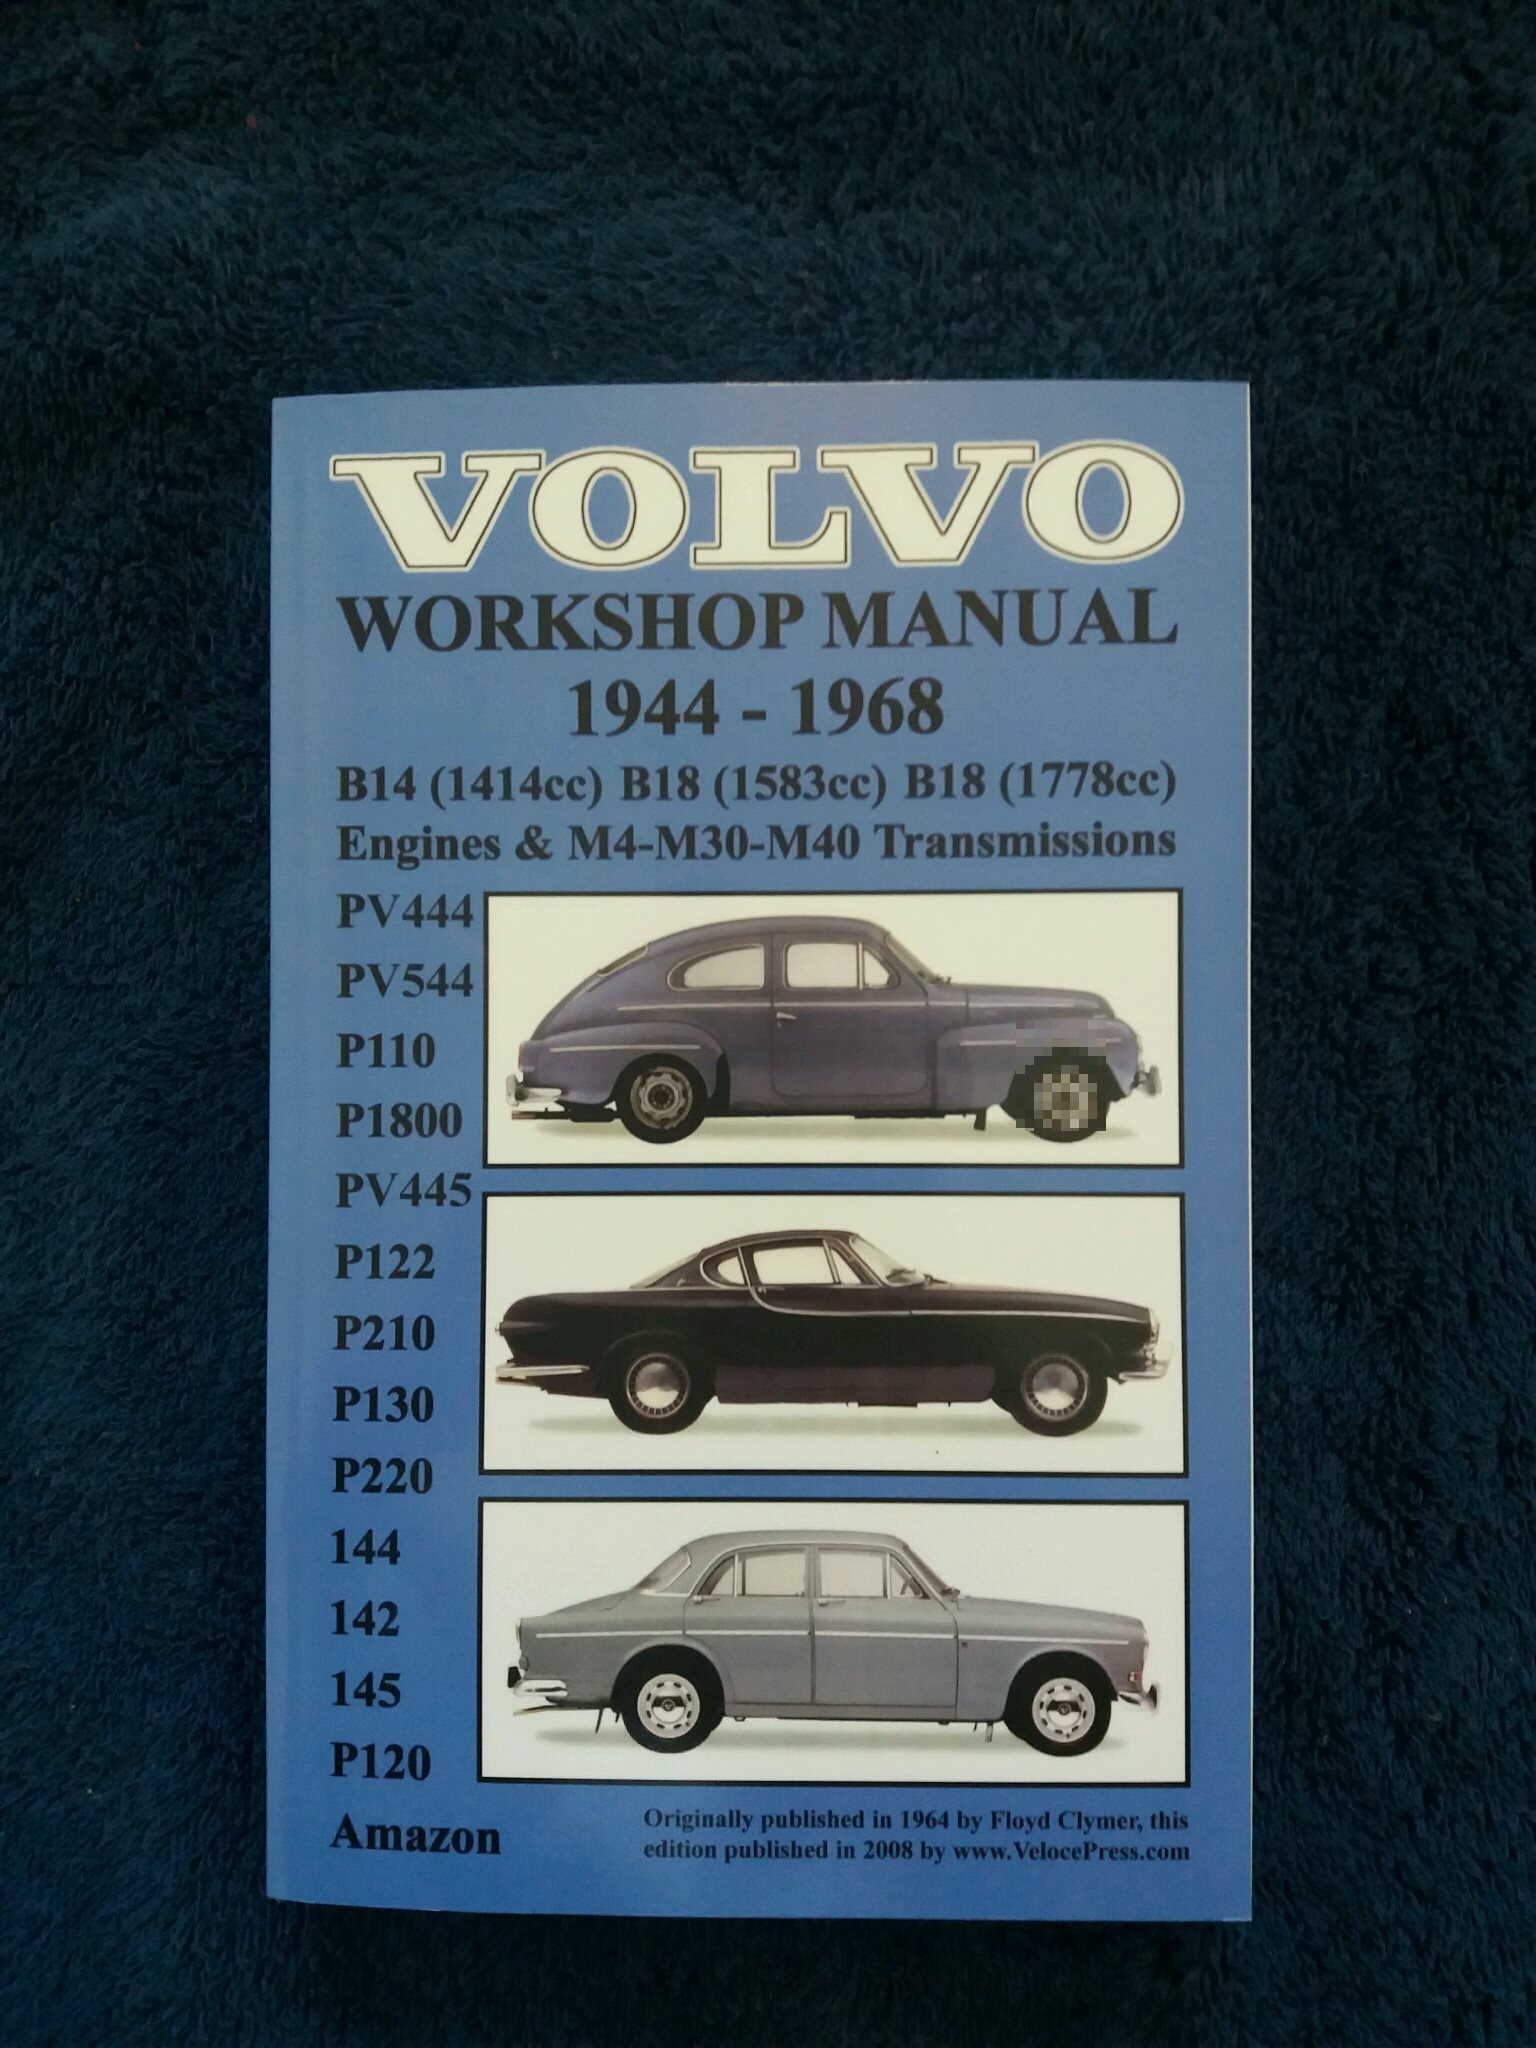 VOLVO
WORKSHOP MANUAL
1944 - 1968
B14 (1414cc) B18 (1583cc) B18 (1778cc)
Engines & M4-M30-M40 Transmissions
PV444
PV544
P110
P1800
PV445
P122
P210
P130
P220
144
142
145
P120
Amazon
Originally published in 1964 by Floyd Clymer, this
edition published in 2008 by www.VelocePress.com